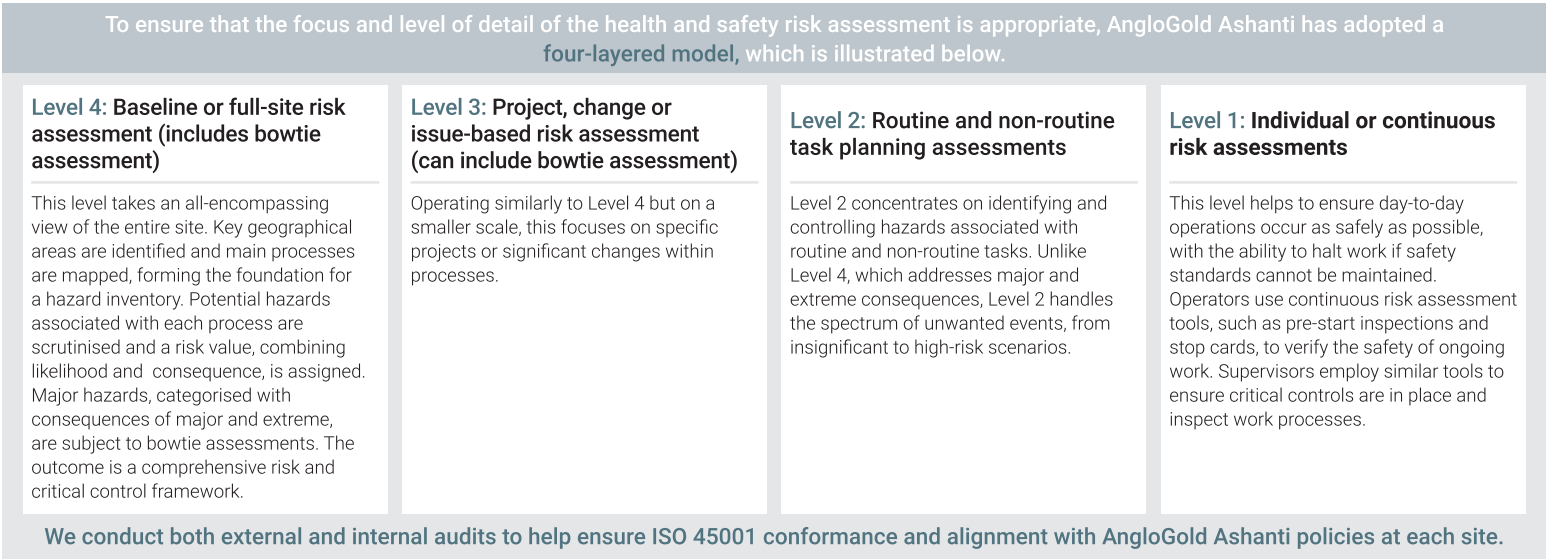 To ensure that the focus and level of detail of the health and safety risk assessment is appropriate, AngloGold Ashanti has adopted a
four-layered model, which is illustrated below.
Level 4: Baseline or full-site risk
assessment (includes bowtie
assessment)
This level takes an all-encompassing
view of the entire site. Key geographical
areas are identified and main processes
are mapped, forming the foundation for
a hazard inventory. Potential hazards
associated with each process are
scrutinised and a risk value, combining
likelihood and consequence, is assigned.
Major hazards, categorised with
consequences of major and extreme,
are subject to bowtie assessments. The
outcome is a comprehensive risk and
critical control framework.
Level 3: Project, change or
issue-based risk assessment
(can include bowtie assessment)
Operating similarly to Level 4 but on a
smaller scale, this focuses on specific
projects or significant changes within
processes.
Level 2: Routine and non-routine
task planning assessments
Level 2 concentrates on identifying and
controlling hazards associated with
routine and non-routine tasks. Unlike
Level 4, which addresses major and
extreme consequences, Level 2 handles
the spectrum of unwanted events, from
insignificant to high-risk scenarios.
Level 1: Individual or continuous
risk assessments
This level helps to ensure day-to-day
operations occur as safely as possible,
with the ability to halt work if safety
standards cannot be maintained.
Operators use continuous risk assessment
tools, such as pre-start inspections and
stop cards, to verify the safety of ongoing
work. Supervisors employ similar tools to
ensure critical controls are in place and
inspect work processes.
We conduct both external and internal audits to help ensure ISO 45001 conformance and alignment with AngloGold Ashanti policies at each site.